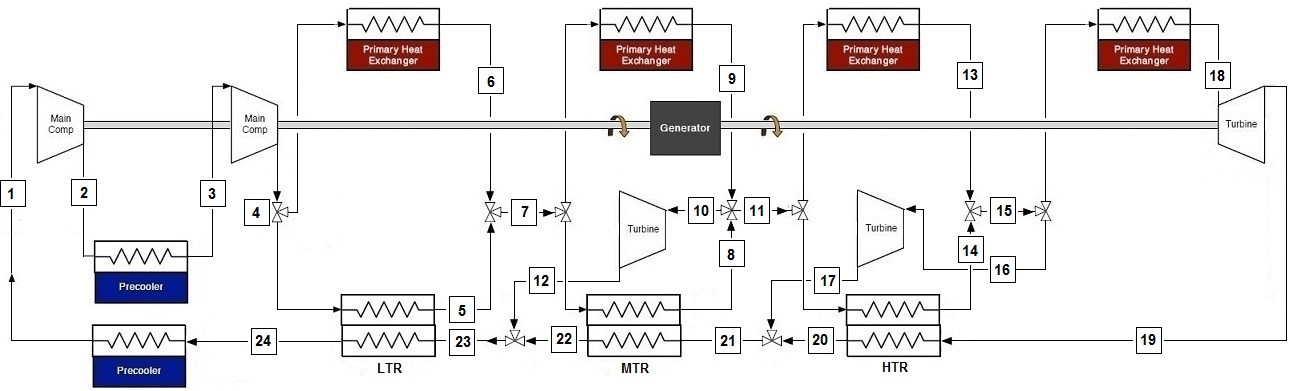 Primary Heat
Exchanger
Primary Heat
Exchanger
Primary Heat
Exchanger
Primary Heat
Exchanger
6
9
13
18
Main
Comp
Main
Comp
Generator
Turbine
1
2
3
4
7
10
11
15
Turbine
Turbine
8
14
16
12
17
Precooler
5
24
23
22
21
20
19
Precooler
LTR
MTR
HTR